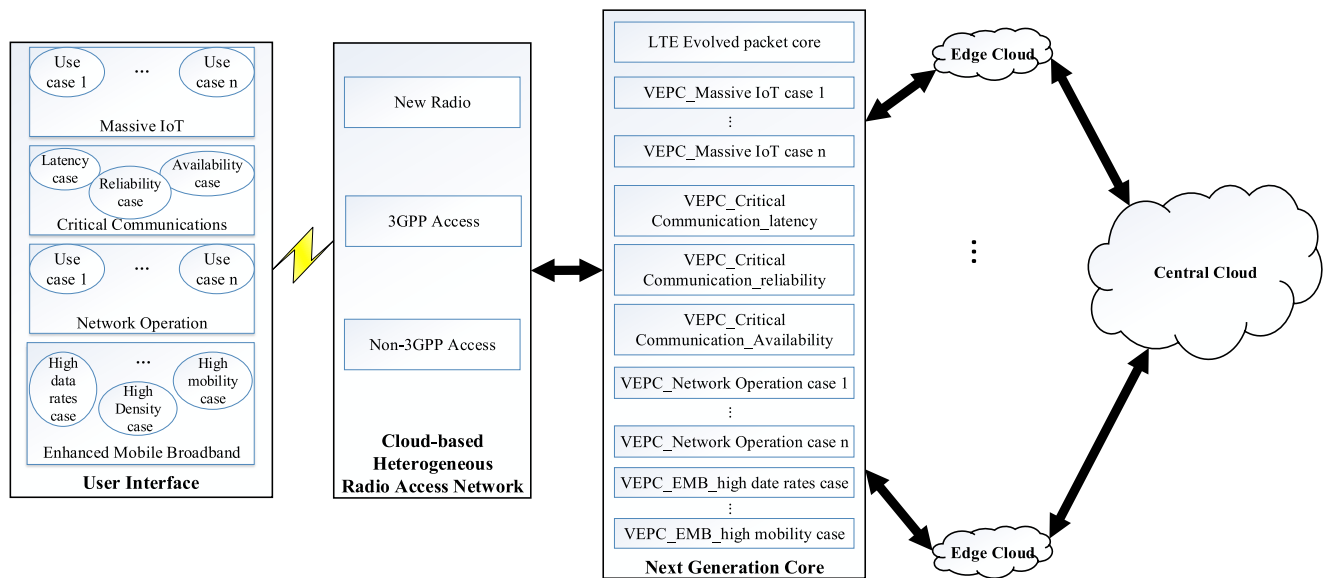 Use
case 1
...
Use
case n
Massive IoT
Latency
case
Reliability
case
Availability
case
Critical Communications
Use
case 1
...
Use
case n
Network Operation
High
data
rates
case
...
High
Density
case
High
mobility
case
Enhanced Mobile Broadband
User Interface
New Radio
3GPP Access
Non-3GPP Access
Cloud-based
Heterogeneous
Radio Access Network
LTE Evolved packet core
VEPC_Massive IoT case 1
...
VEPC_Massive IoT case n
VEPC_Critical
Communication_latency
VEPC_Critical
Communication_reliability
VEPC_Critical
Communication_Availability
VEPC_Network Operation case 1
...
VEPC_Network Operation case n
VEPC_EMB_high date rates case
...
VEPC_EMB_high mobility case
Next Generation Core
Edge Cloud
...
Edge Cloud
Central Cloud